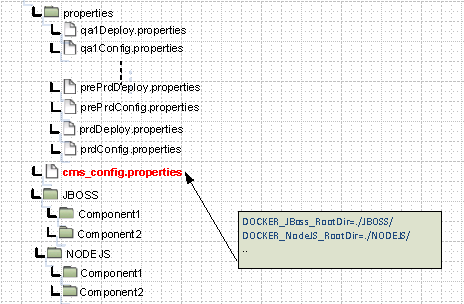 properties
qa1Deploy.properties
qa1Config.properties
prePrdDeploy.properties
prePrdConfig.properties
prdDeploy.properties
prdConfig.properties
cms_config.properties
JBOSS
Component1
Component2
NODEJS
Component1
Component2
DOCKER_JBoss_RootDir=./JBOSS/
DOCKER_NodeJS_RootDir=./NODEJS/
..